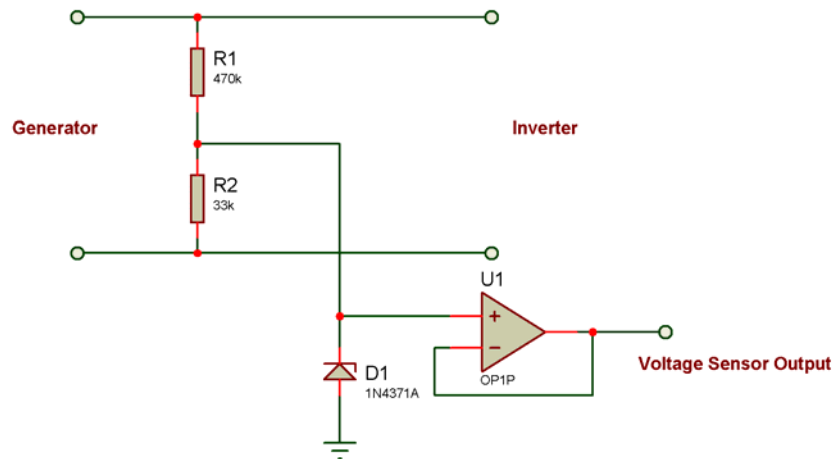 R1
470k
Generator
Inverter
R2
33k
U1
+
−
OP1P
D1
1N4371A
Voltage Sensor Output